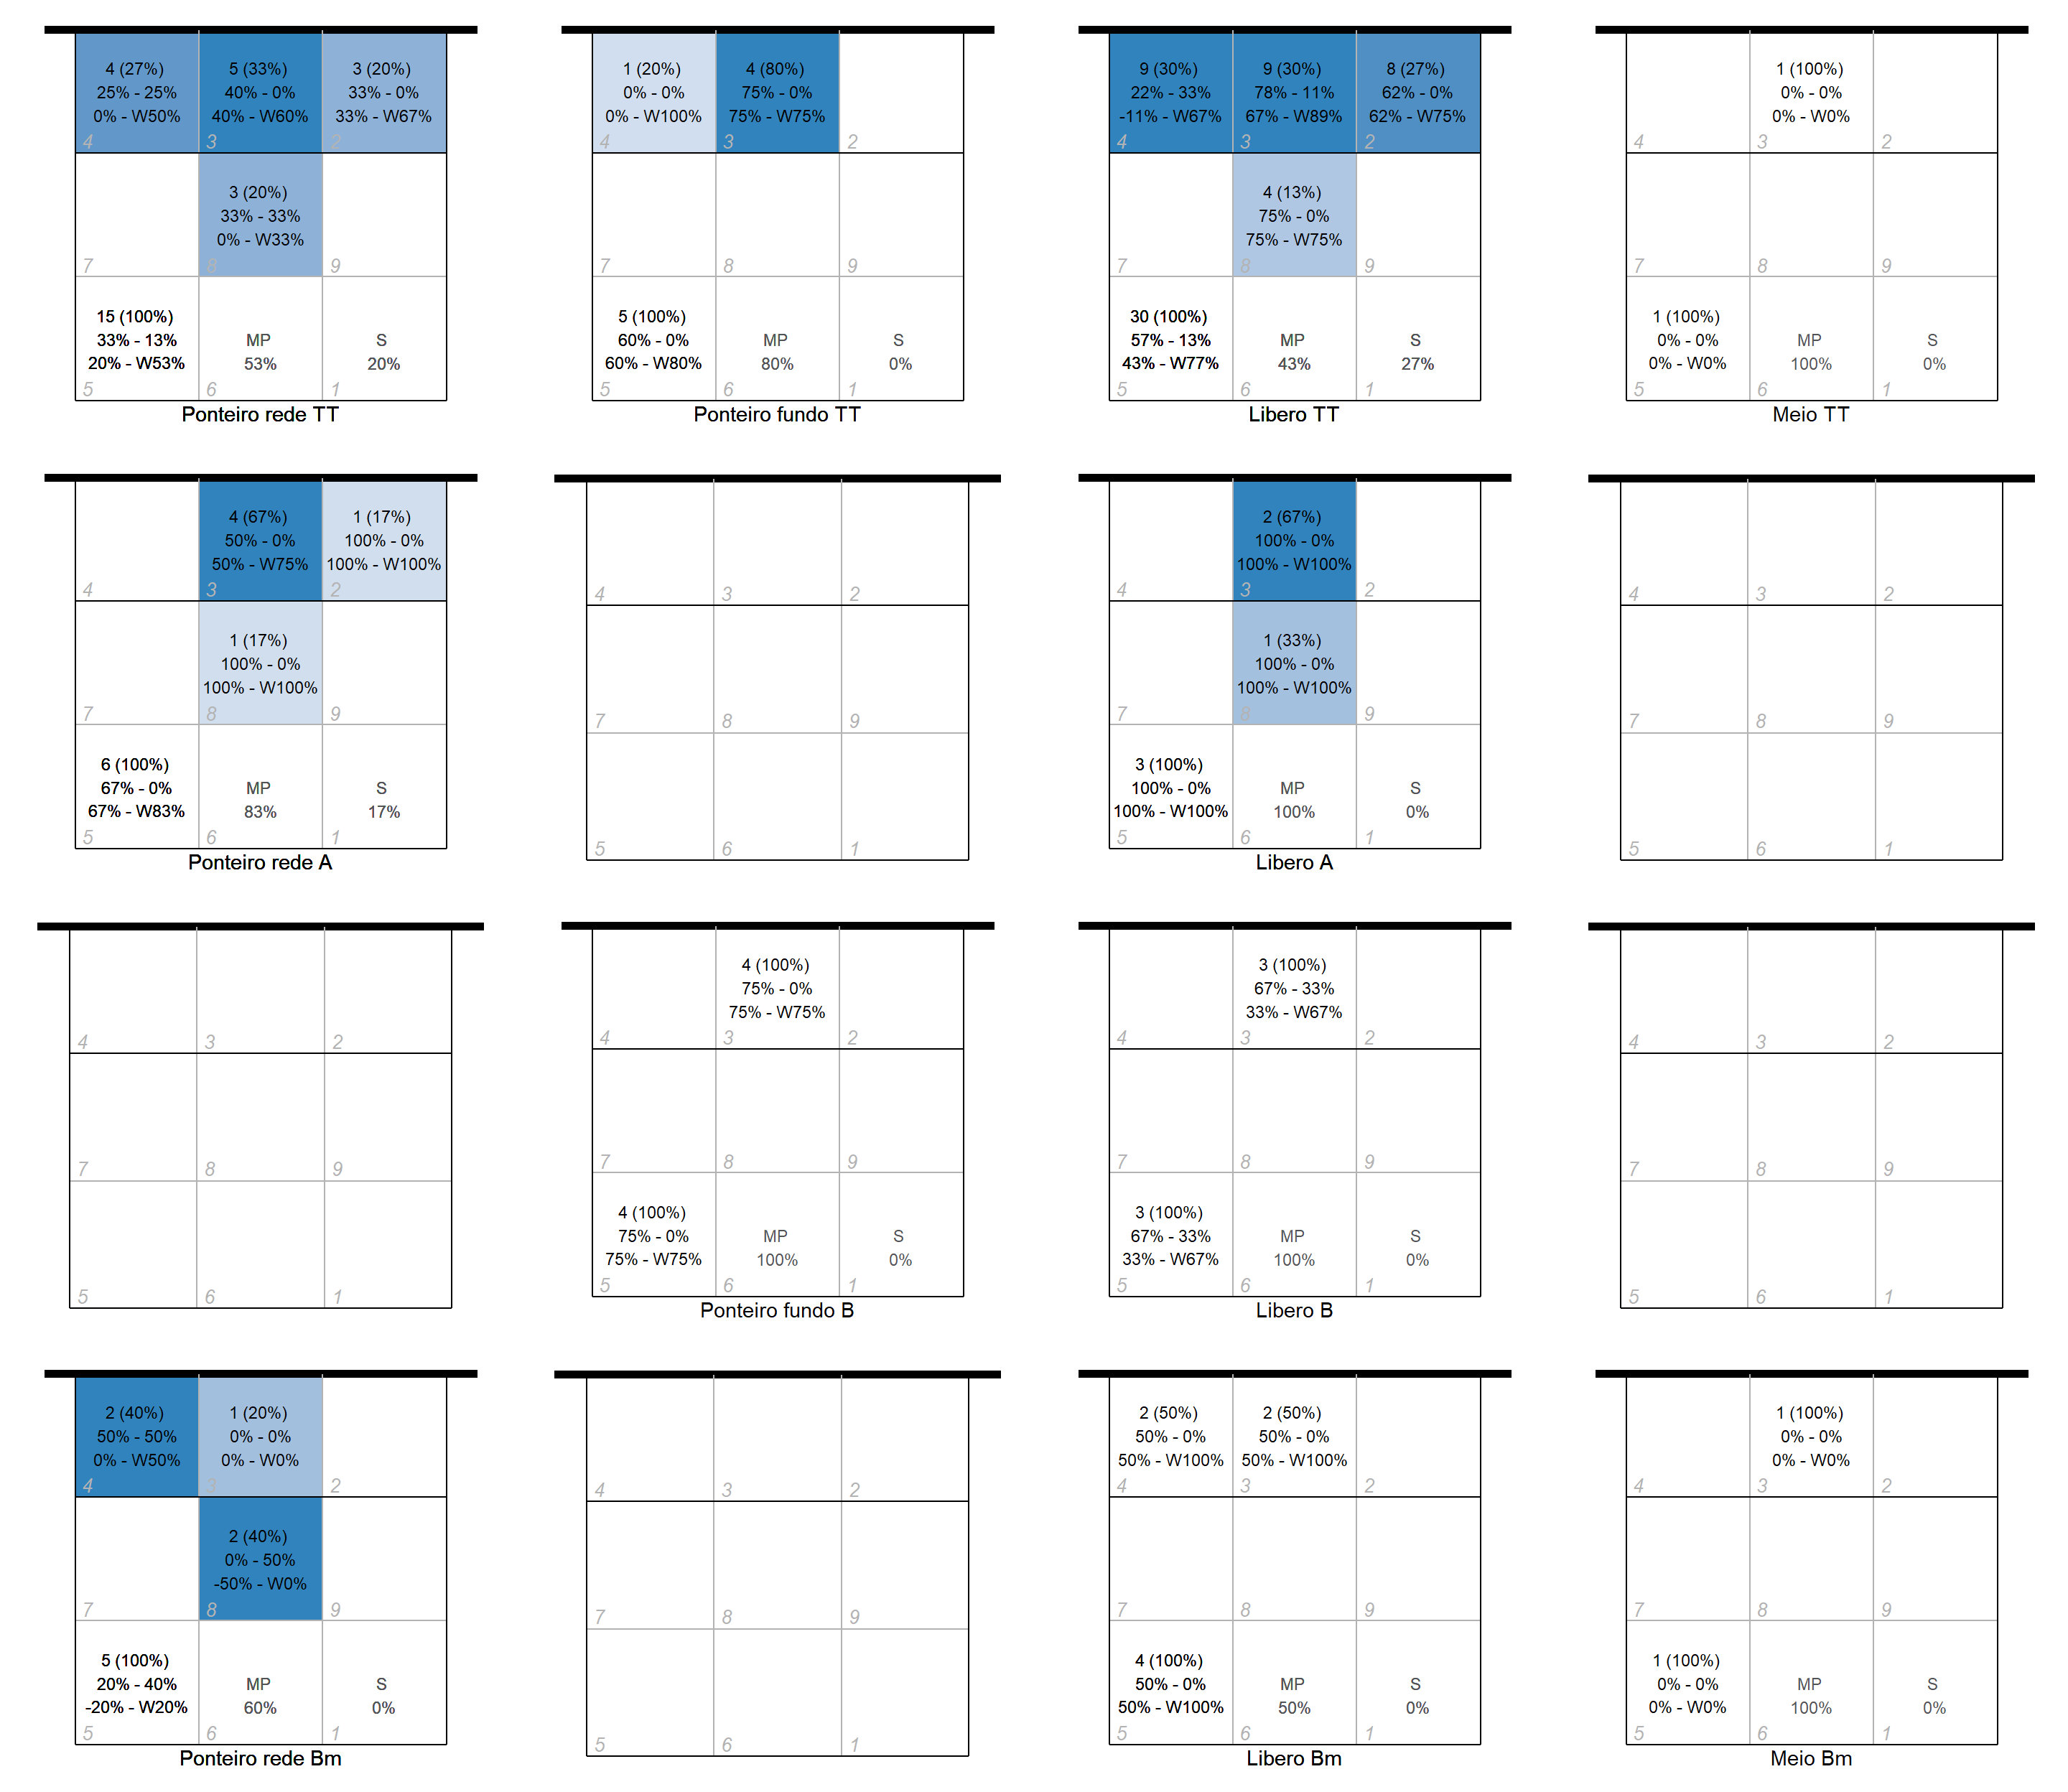 4 (27%) 5 (33%) 3 (20%)
25% - 25% 40% - 0% 33% - 0%
0% - W50% 40% - W60% 33% - W67%
4 3 2
3 (20%)
33% - 33%
0% - W33%
7 8 9
15 (100%)
33% - 13% MP S
20% - W53% 53% 20%
5 6 1
Ponteiro rede TT
1 (20%) 4 (80%)
0% - 0% 75% - 0%
0% - W100% 75% - W75%
4 3 2
7 8 9
5 (100%)
60% - 0% MP S
60% - W80% 80% 0%
5 6 1
Ponteiro fundo TT
9 (30%) 9 (30%) 8 (27%)
22% - 33% 78% - 11% 62% - 0%
-11% - W67% 67% - W89% 62% - W75%
4 3 2
4 (13%)
75% - 0%
75% - W75%
7 8 9
30 (100%)
57% - 13% MP S
43% - W77% 43% 27%
5 6 1
Libero TT
1 (100%)
0% - 0%
0% - W0%
4 3 2
7 8 9
1 (100%)
0% - 0% MP S
0% - W0% 100% 0%
5 6 1
Meio TT
4 (67%) 1 (17%)
50% - 0% 100% - 0%
50% - W75% 100% - W100%
4 3 2
1 (17%)
100% - 0%
100% - W100%
7 8 9
6 (100%)
67% - 0% MP S
67% - W83% 83% 17%
5 6 1
Ponteiro rede A
4 3 2
7 8 9
5 6 1
2 (67%)
100% - 0%
100% - W100%
4 3 2
1 (33%)
100% - 0%
100% - W100%
7 8 9
3 (100%)
100% - 0% MP S
100% - W100% 100% 0%
5 6 1
Libero A
4 3 2
7 8 9
5 6 1
4 3 2
7 8 9
5 6 1
4 (100%)
75% - 0%
75% - W75%
4 3 2
7 8 9
4 (100%)
75% - 0% MP S
75% - W75% 100% 0%
5 6 1
Ponteiro fundo B
3 (100%)
67% - 33%
33% - W67%
4 3 2
7 8 9
3 (100%)
67% - 33% MP S
33% - W67% 100% 0%
5 6 1
Libero B
4 3 2
7 8 9
5 6 1
2 (40%) 1 (20%)
50% - 50% 0% - 0%
0% - W50% 0% - W0%
4 3 2
2 (40%)
0% - 50%
-50% - W0%
7 8 9
5 (100%)
20% - 40% MP S
-20% - W20% 60% 0%
5 6 1
Ponteiro rede Bm
4 3 2
7 8 9
5 6 1
2 (50%) 2 (50%)
50% - 0% 50% - 0%
50% - W100% 50% - W100%
4 3 2
7 8 9
4 (100%)
50% - 0% MP S
50% - W100% 50% 0%
5 6 1
Libero Bm
1 (100%)
0% - 0%
0% - W0%
4 3 2
7 8 9
1 (100%)
0% - 0% MP S
0% - W0% 100% 0%
5 6 1
Meio Bm